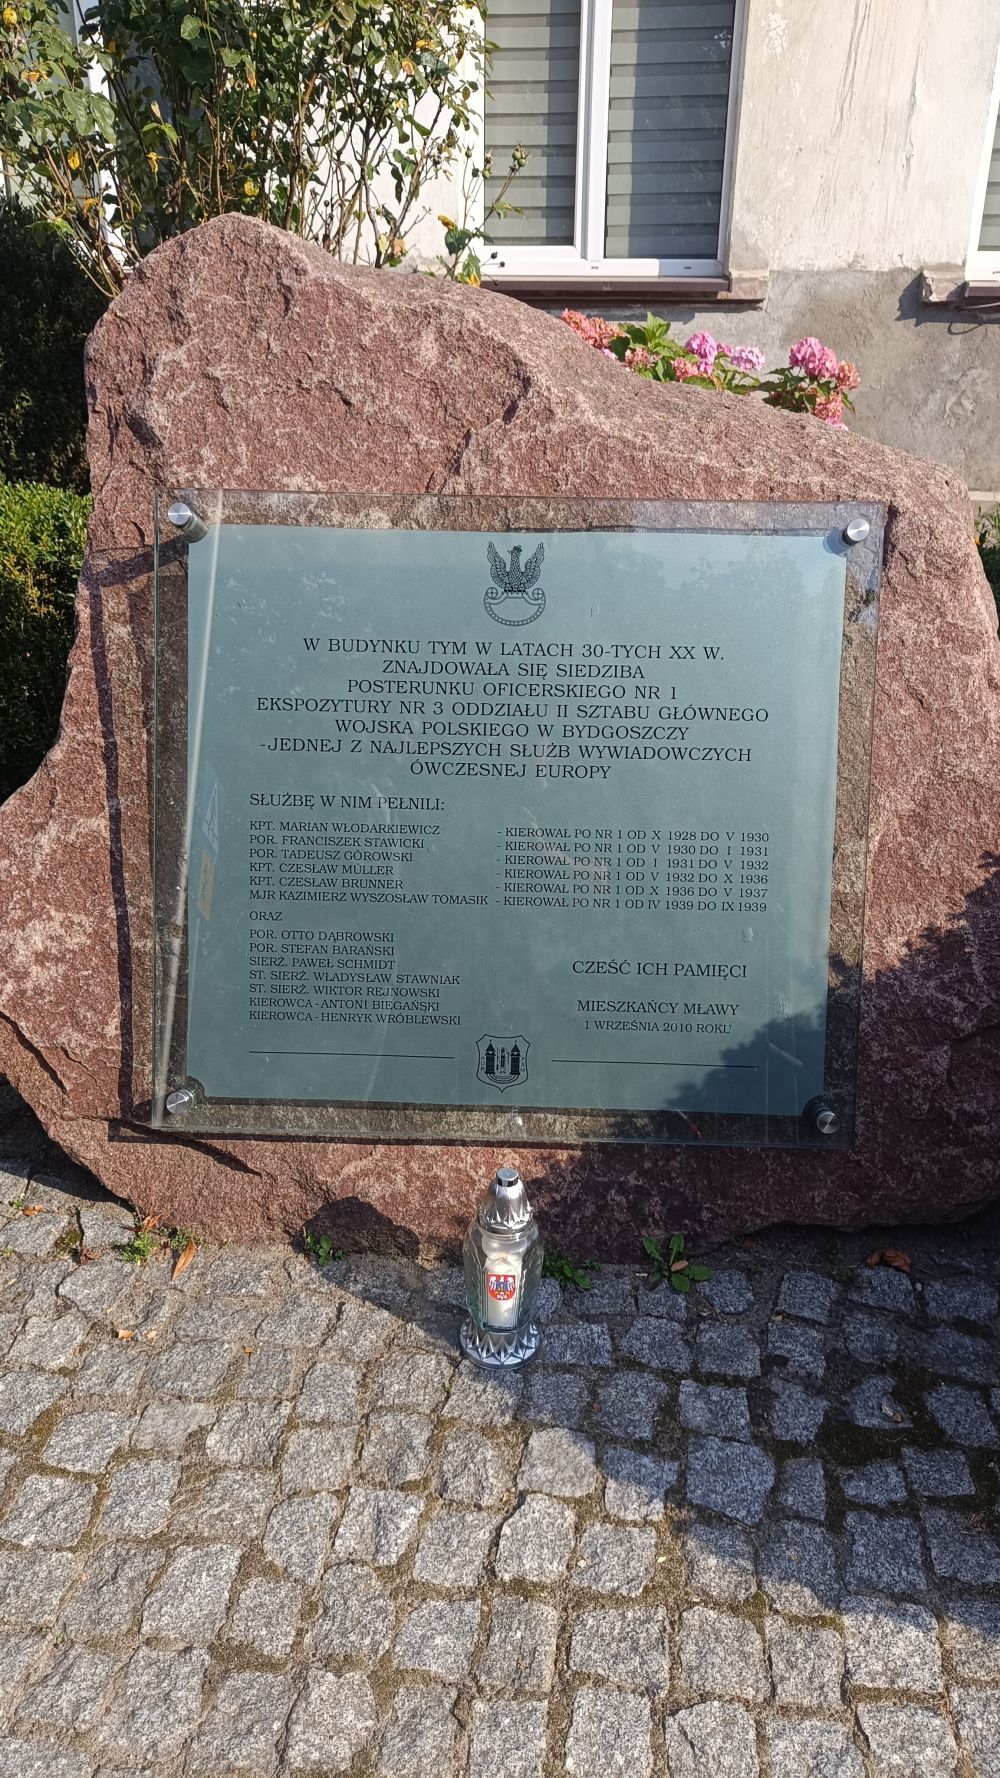 W BUDYNKU TYM W LATACH 30-TYCH XX W.
ZNAJDOWAŁA SIĘ SIEDZIBA
POSTERUNKU OFICERSKIEGO NR 1
EKSPOZYTURY NR 3 ODDZIAŁU II SZTABU GŁÓWNEGO
WOJSKA POLSKIEGO W BYDGOSZCZY
-JEDNEJ Z NAJLEPSZYCH SŁUŻB WYWIADOWCZYCH
ÓWCZESNEJ EUROPY
SŁUŻBĘ W NIM PEŁNILI:
KPT. MARIAN WŁODARKIEWICZ - KIEROWAŁ PO NR 1 OD X 1928 DO V 1930
POR. FRANCISZEK STAWICKI - KIEROWAŁ PO NR 1 OD V 1930 DO I 1931
POR. TADEUSZ GÓROWSKI - KIEROWAŁ PO NR 1 OD I 1931 DO V 1932
KPT. CZESŁAW MÜLLER - KIEROWAŁ PO NR 1 OD V 1932 DO X 1936
KPT. CZESŁAW BRUNNER - KIEROWAŁ PO NR 1 OD X 1936 DO V 1937
MJR KAZIMIERZ WYSZOSŁAW TOMASIK - KIEROWAŁ PO NR 1 OD IV 1939 DO IX 1939
ORAZ
POR. OTTO DĄBROWSKI
POR. STEFAN BARAŃSKI
SIERŻ. PAWEŁ SCHMIDT
ST. SIERŻ. WŁADYSŁAW STAWNIAK
ST. SIERŻ. WIKTOR REJNOWSKI
KIEROWCA - ANTONI BIEGAŃSKI
KIEROWCA - HENRYK WRÓBLEWSKI
CZEŚĆ ICH PAMIĘCI
MIESZKAŃCY MŁAWY
1 WRZEŚNIA 2010 ROKU